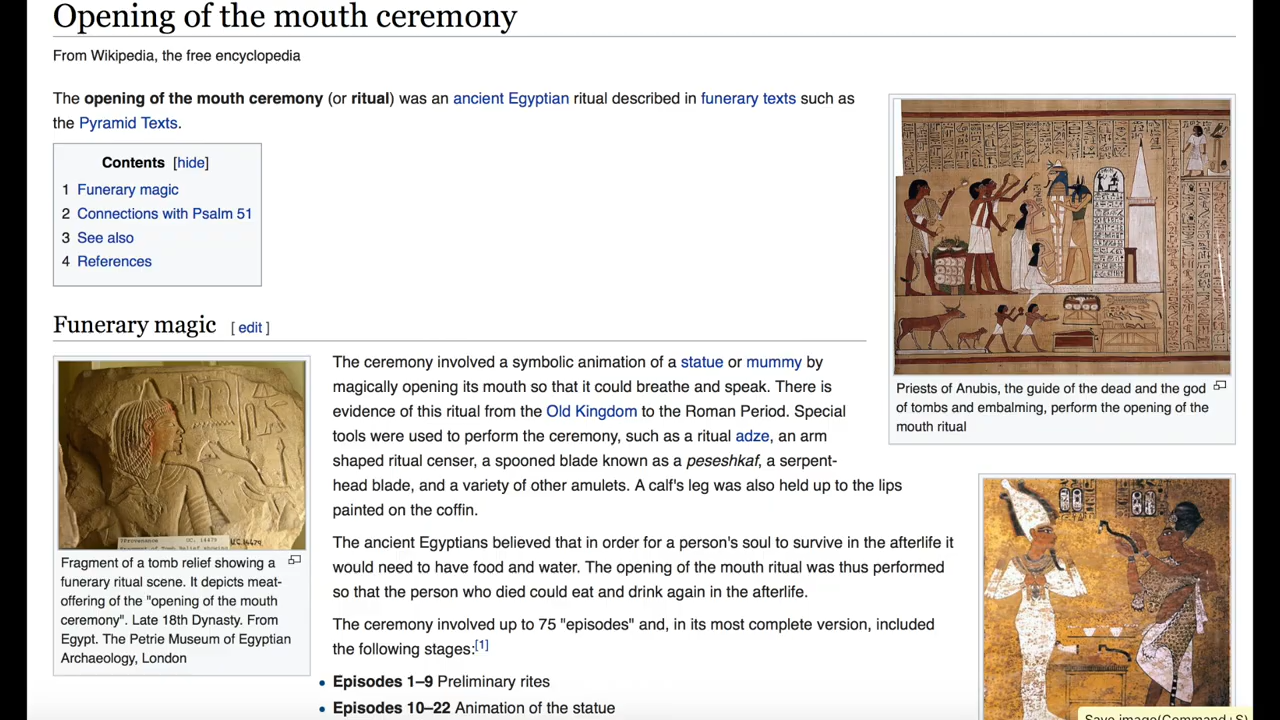 Opening of the mouth ceremony
From Wikipedia, the free encyclopedia
The opening of the mouth ceremony (or ritual) was an ancient Egyptian ritual described in funerary texts such as
the Pyramid Texts.
Contents [hide]
1 Funerary magic
2 Connections with Psalm 51
3 See also
4 References
Priests of Anubis, the guide of the dead and the god
of tombs and embalming, perform the opening of the
mouth ritual
Funerary magic [ edit ]
Fragment of a tomb relief showing a
funerary ritual scene. It depicts meat-
offering of the "opening of the mouth
ceremony". Late 18th Dynasty. From
Egypt. The Petrie Museum of Egyptian
Archaeology, London
The ceremony involved a symbolic animation of a statue or mummy by
magically opening its mouth so that it could breathe and speak. There is
evidence of this ritual from the Old Kingdom to the Roman Period. Special
tools were used to perform the ceremony, such as a ritual adze, an arm
shaped ritual censer, a spooned blade known as a peseshkaf, a serpent-
head blade, and a variety of other amulets. A calf's leg was also held up to the lips
painted on the coffin.
The ancient Egyptians believed that in order for a person's soul to survive in the afterlife it
would need to have food and water. The opening of the mouth ritual was thus performed
so that the person who died could eat and drink again in the afterlife.
The ceremony involved up to 75 "episodes" and, in its most complete version, included
the following stages:[1]
• Episodes 1–9 Preliminary rites
• Episodes 10–22 Animation of the statue
Save image(Command+S)